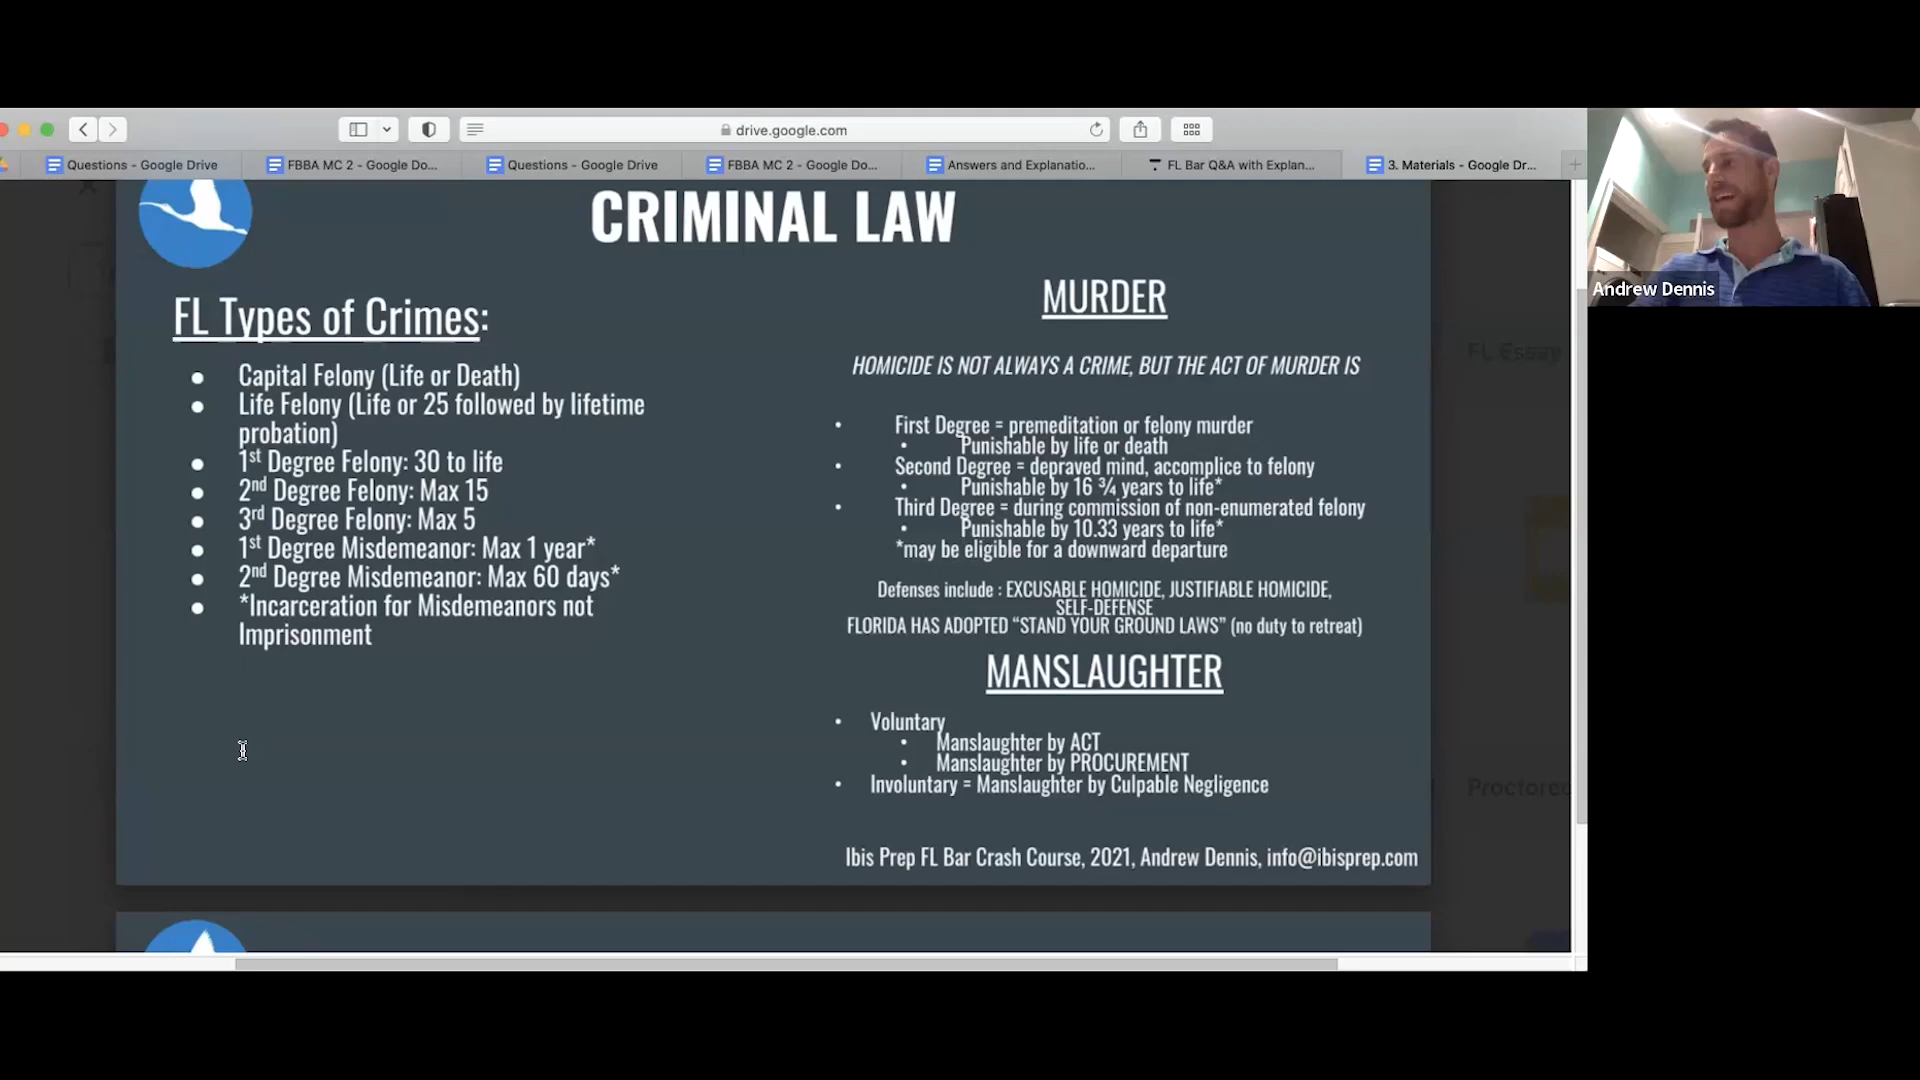 drive.google.com
Questions - Google Drive
FBBA MC 2 - Google Do...
Questions - Google Drive
FBBA MC 2 - Google Do...
Answers and Explanatio...
FL Bar Q&A with Explan...
3. Materials - Google Dr...
CRIMINAL LAW
FL Types of Crimes:
● Capital Felony (Life or Death)
● Life Felony (Life or 25 followed by lifetime
probation)
● 1st Degree Felony: 30 to life
● 2nd Degree Felony: Max 15
● 3rd Degree Felony: Max 5
● 1st Degree Misdemeanor: Max 1 year*
● 2nd Degree Misdemeanor: Max 60 days*
● *Incarceration for Misdemeanors not
Imprisonment
MURDER
HOMICIDE IS NOT ALWAYS A CRIME, BUT THE ACT OF MURDER IS
• First Degree = premeditation or felony murder
• Punishable by life or death
• Second Degree = depraved mind, accomplice to felony
• Punishable by 16 ¾ years to life*
• Third Degree = during commission of non-enumerated felony
• Punishable by 10.33 years to life*
*may be eligible for a downward departure
Defenses include : EXCUSABLE HOMICIDE, JUSTIFIABLE HOMICIDE,
SELF-DEFENSE
FLORIDA HAS ADOPTED “STAND YOUR GROUND LAWS” (no duty to retreat)
MANSLAUGHTER
• Voluntary
• Manslaughter by ACT
• Manslaughter by PROCUREMENT
• Involuntary = Manslaughter by Culpable Negligence
Ibis Prep FL Bar Crash Course, 2021, Andrew Dennis, info@ibisprep.com
FL Essay
Proctored
Andrew Dennis